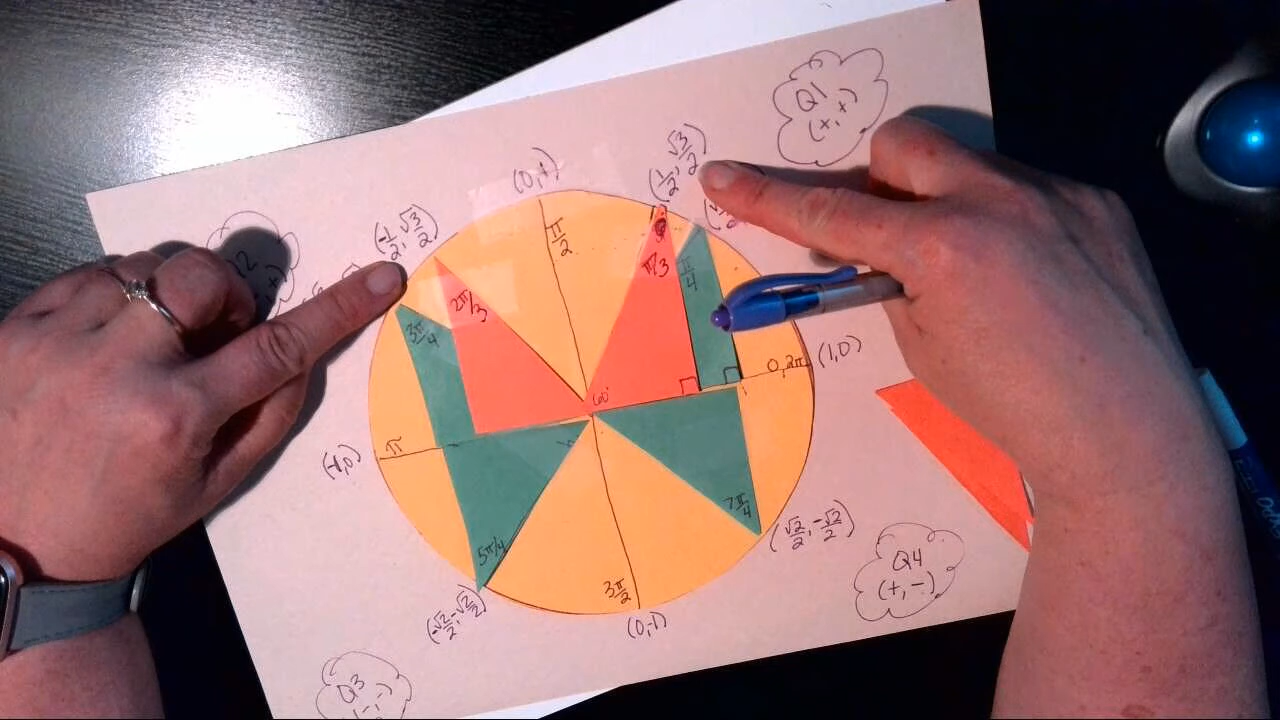 Q1
(+,+)
(0,1)
(1/2, √3/2)
(-1/2, √3/2)
π/2
π/3
π/4
2π/3
3π/4
60°
0, 2π
(1,0)
(-1,0)
π
5π/4
7π/4
(√2/2, -√2/2)
(-√2/2, -√2/2)
3π/2
(0,-1)
Q4
(+,-)
Q3